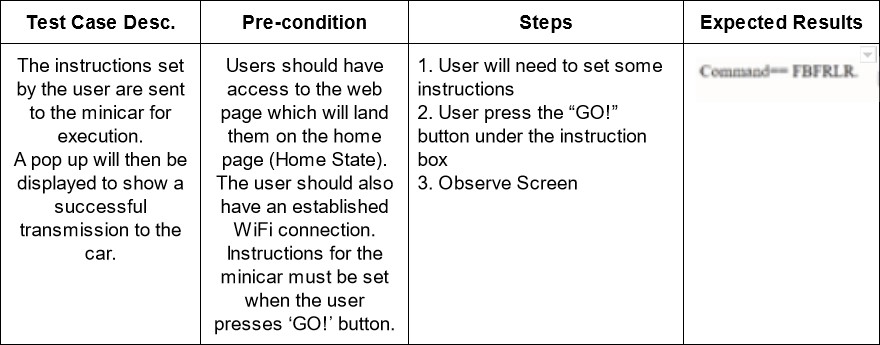 Test Case Desc.
Pre-condition
Steps
Expected Results
The instructions set
by the user are sent
to the minicar for
execution.
A pop up will then be
displayed to show a
successful
transmission to the
car.
Users should have
access to the web
page which will land
them on the home
page (Home State).
The user should also
have an established
WiFi connection.
Instructions for the
minicar must be set
when the user
presses ‘GO!’ button.
1. User will need to set some
instructions
2. User press the “GO!”
button under the instruction
box
3. Observe Screen
Command== FBFRLR.